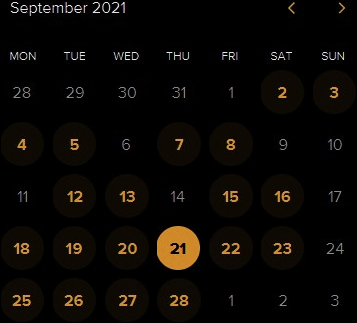 September 2021
MON TUE WED THU FRI SAT SUN
28 29 30 31 1 2 3
4 5 6 7 8 9 10
11 12 13 14 15 16 17
18 19 20 21 22 23 24
25 26 27 28 1 2 3